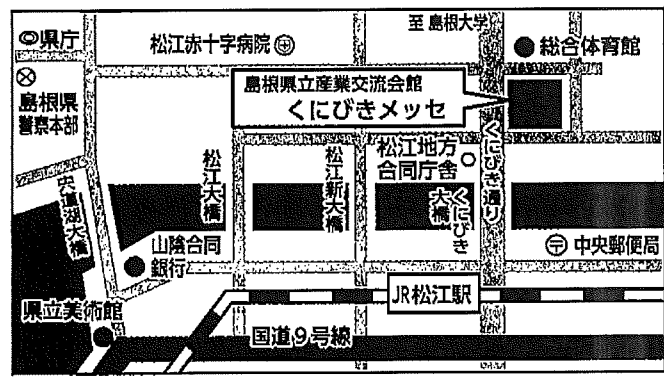 至 島根大学
県庁
松江赤十字病院
総合体育館
島根県立産業交流会館
くにびきメッセ
島根県
警察本部
松江地方
合同庁舎
くにびき通り
宍道湖大橋
松江大橋
松江新大橋
くにびき
大橋
山陰合同
銀行
中央郵便局
県立美術館
JR松江駅
国道9号線